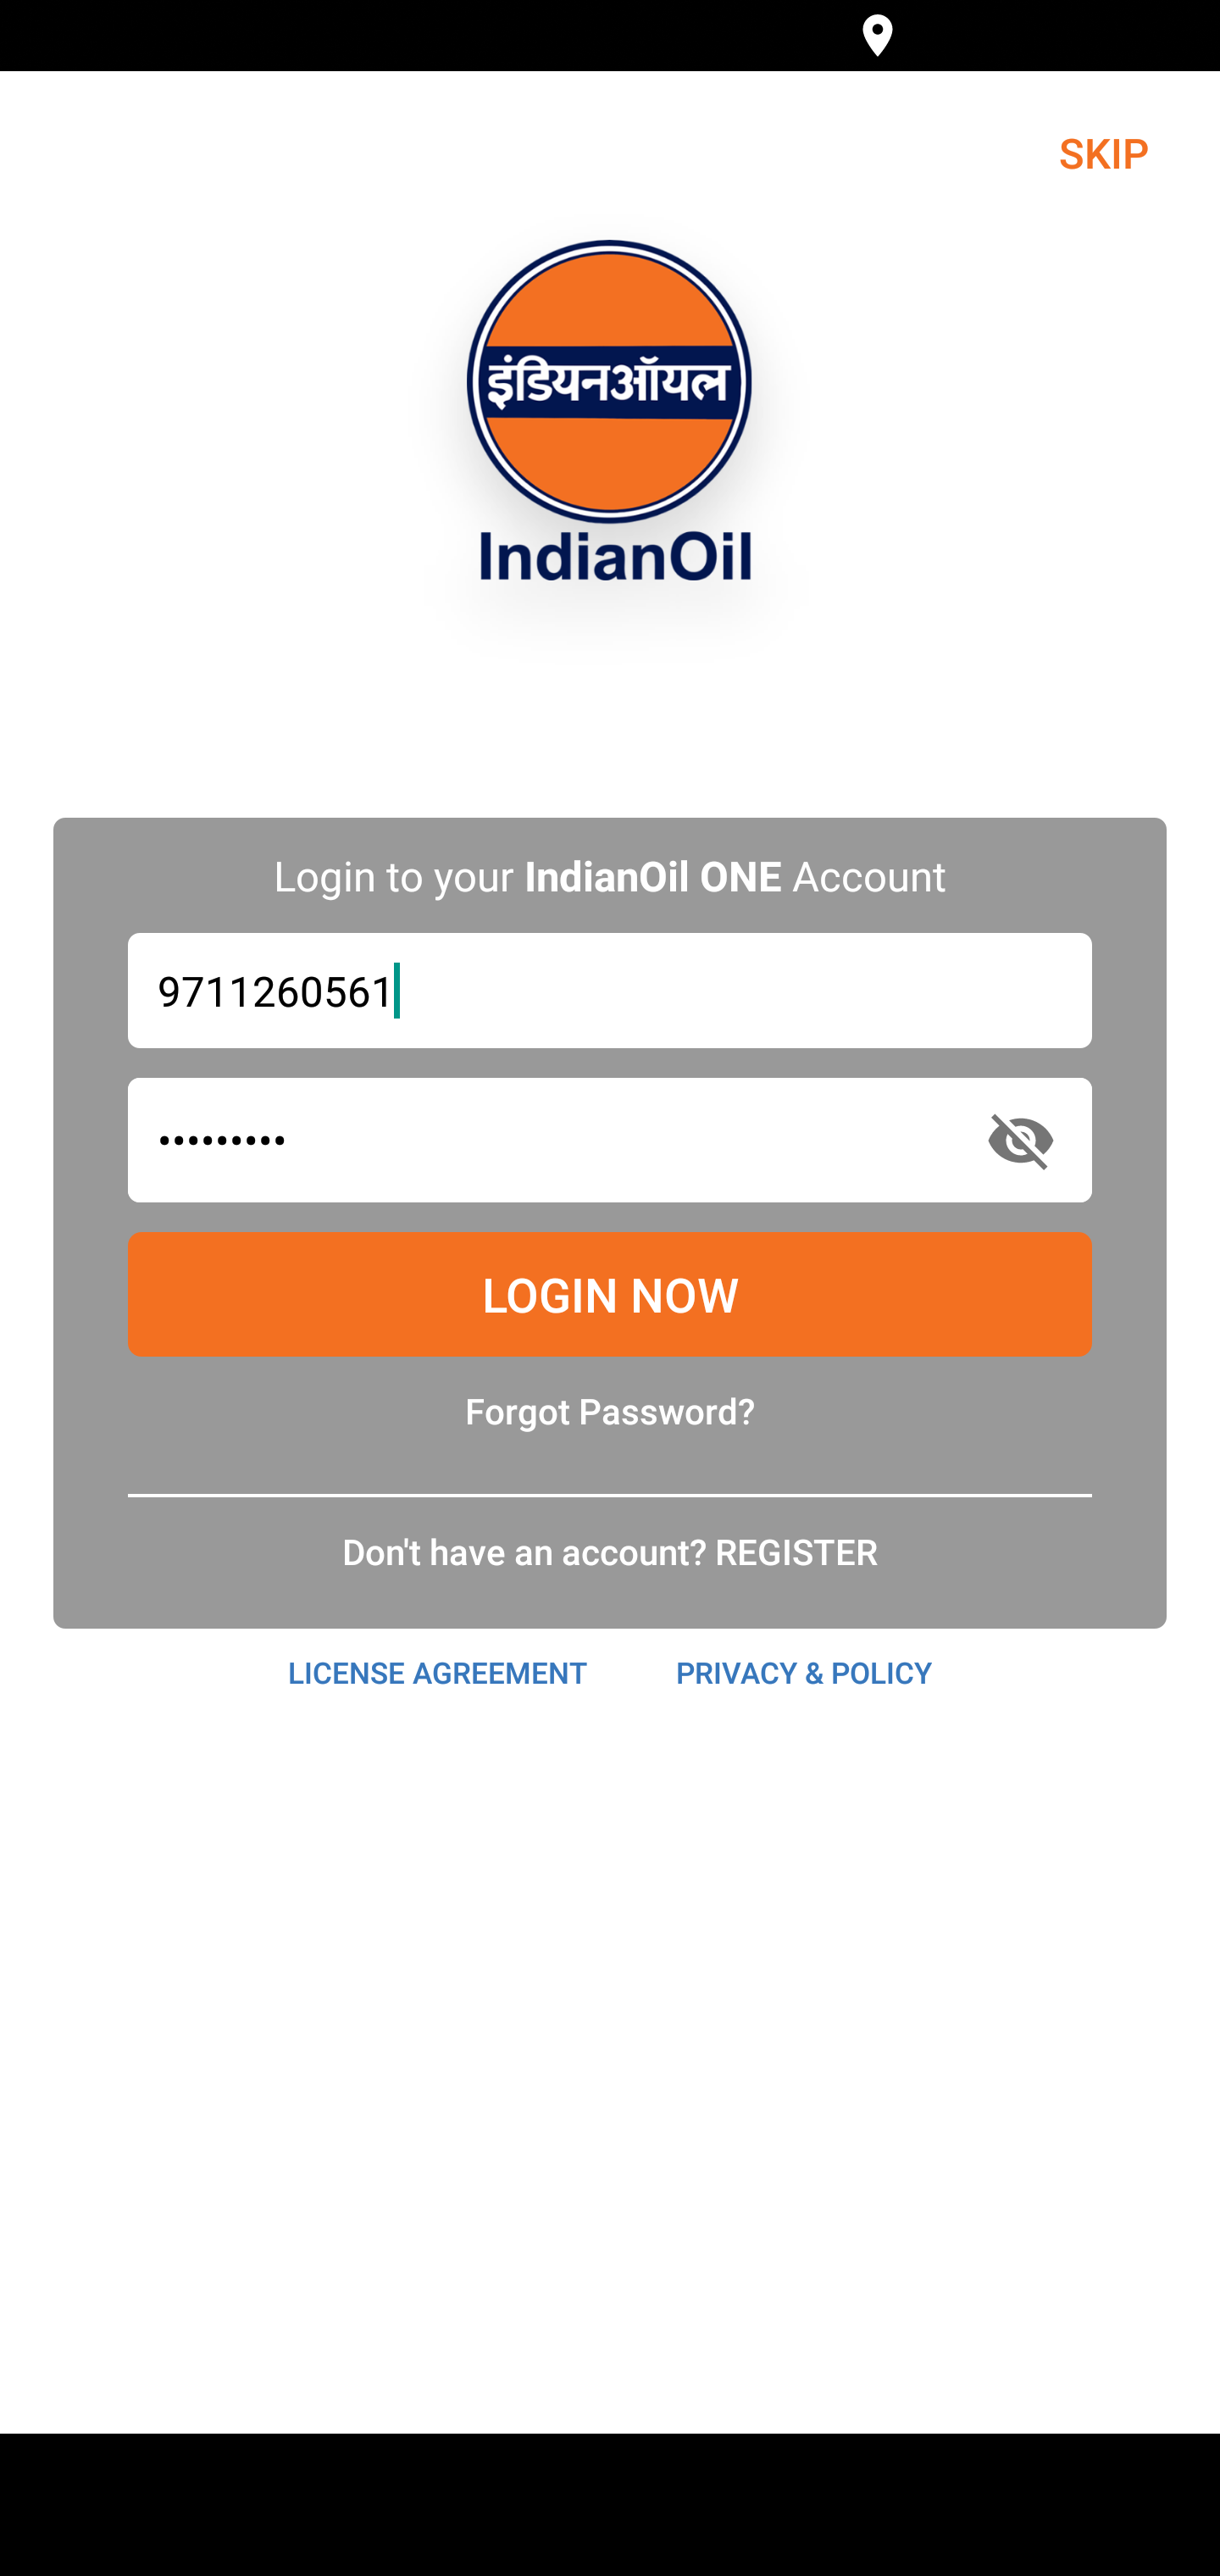 SKIP
इंडियनऑयल
IndianOil
Login to your IndianOil ONE Account
9711260561
•••••••••
LOGIN NOW
Forgot Password?
Don't have an account? REGISTER
LICENSE AGREEMENT PRIVACY & POLICY